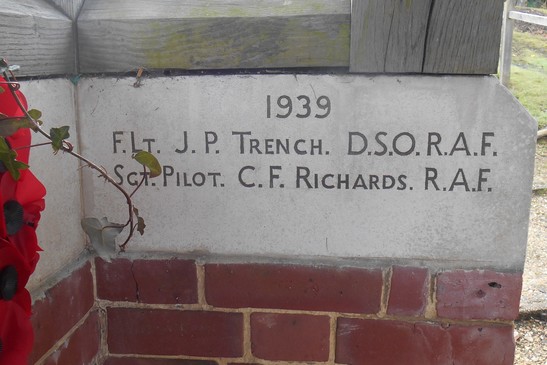 1939
F.Lt. J.P. Trench. D.S.O. R.A.F.
Sgt. Pilot. C.F. Richards. R.A.F.